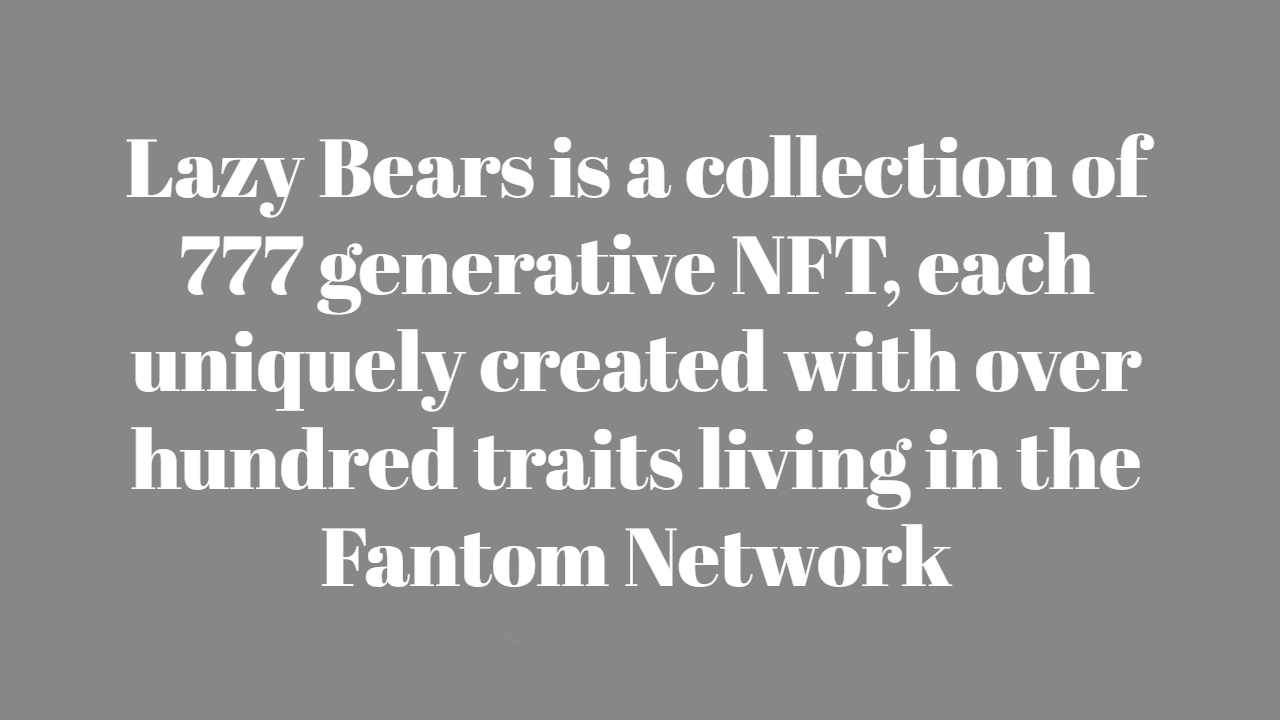 Lazy Bears is a collection of
777 generative NFT, each
uniquely created with over
hundred traits living in the
Fantom Network